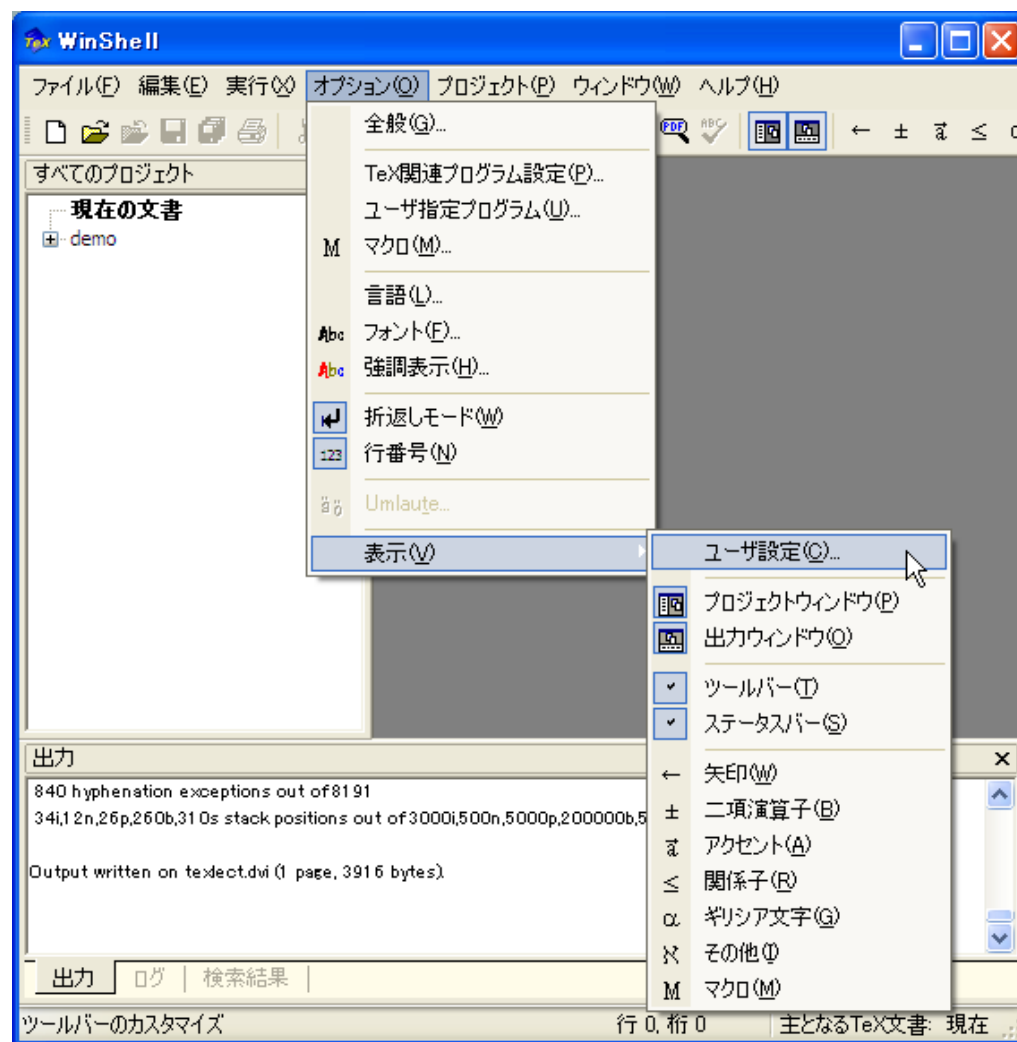 WinShell
ファイル(F) 編集(E) 実行(X) オプション(O) プロジェクト(P) ウィンドウ(W) ヘルプ(H)
全般(G)...
TeX関連プログラム設定(P)...
ユーザ指定プログラム(U)...
M マクロ(M)...
言語(L)...
Abc フォント(F)...
Abc 強調表示(H)...
折返しモード(W)
123 行番号(N)
äö Umlaute...
表示(V)
PDF ABC ← ± a⃗ ≤
すべてのプロジェクト
現在の文書
demo
ユーザ設定(C)...
プロジェクトウィンドウ(P)
出力ウィンドウ(O)
ツールバー(T)
ステータスバー(S)
← 矢印(W)
± 二項演算子(B)
a⃗ アクセント(A)
≤ 関係子(R)
α ギリシア文字(G)
ℵ その他(I)
M マクロ(M)
出力
840 hyphenation exceptions out of 8191
34i,12n,26p,260b,310s stack positions out of 3000i,500n,5000p,200000b,5
Output written on texlect.dvi (1 page, 3916 bytes).
出力 ログ 検索結果
ツールバーのカスタマイズ 行 0, 桁 0 主となるTeX文書: 現在